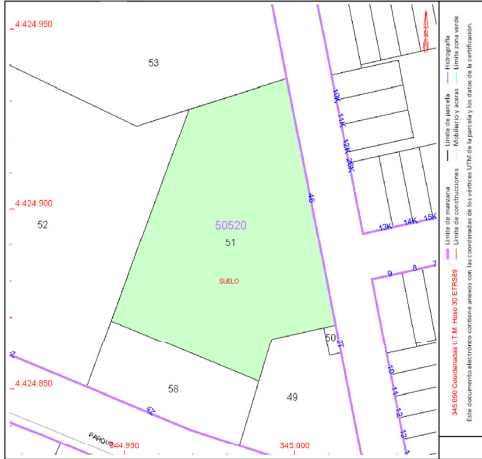 4.424.950
53
10K
11K
12K
26K
4.424.900
46
13K
14K
15K
50520
51
52
SUELO
9
8
7
50
2T
4.424.850
58
10
49
11
12
13
47
PARQUE
344.950
345.000
345.050 Coordenadas U.T.M. Huso 30 ETRS89
Límite de manzana
Límite de parcela
Hidrografía
Límite de construcciones
Mobiliario y aceras
Límite zona verde
Este documento electrónico contiene anexos con las coordenadas de los vértices UTM de la parcela y los datos de la certificación.